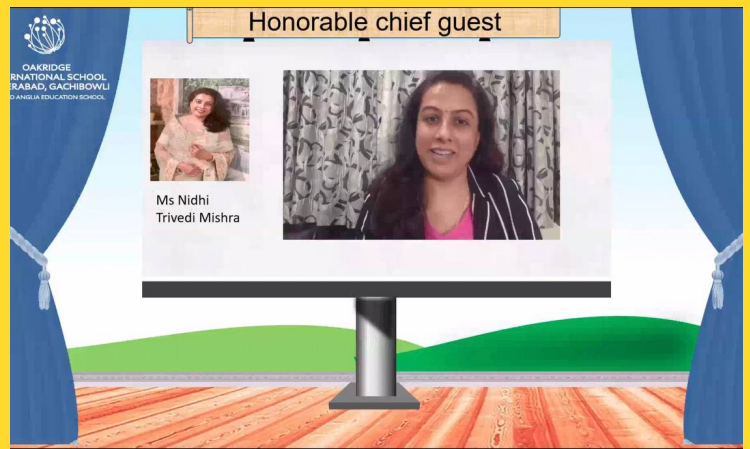 Honorable chief guest
OAKRIDGE
RNATIONAL SCHOOL
ERABAD, GACHIBOWLI
D ANGLIA EDUCATION SCHOOL
Ms Nidhi
Trivedi Mishra